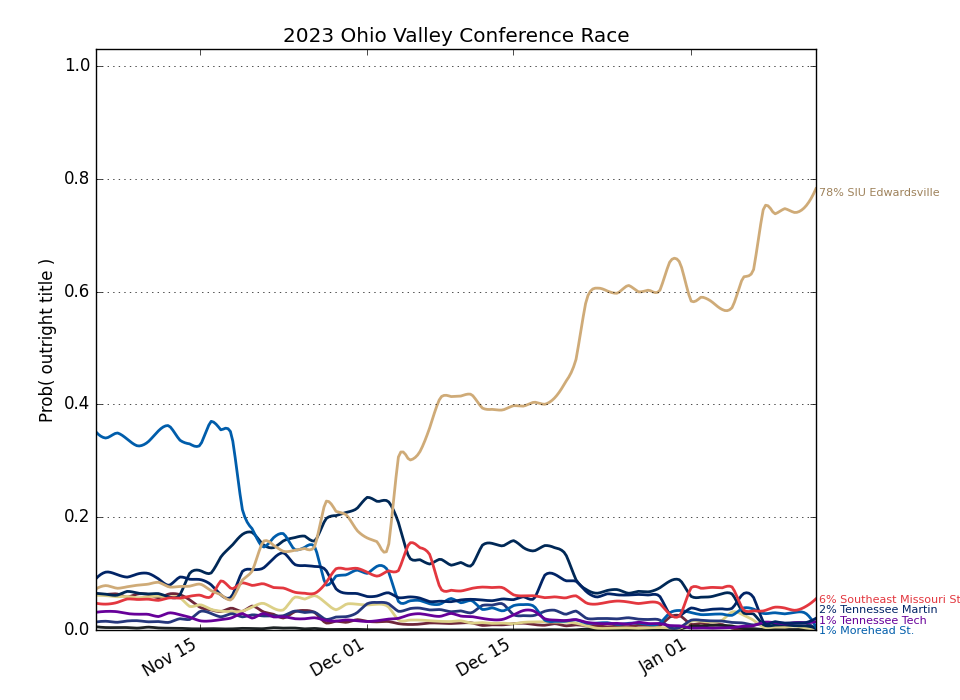 2023 Ohio Valley Conference Race
Prob( outright title )
1.0
0.8
0.6
0.4
0.2
0.0
Nov 15
Dec 01
Dec 15
Jan 01
78% SIU Edwardsville
6% Southeast Missouri St
2% Tennessee Martin
1% Tennessee Tech
1% Morehead St.